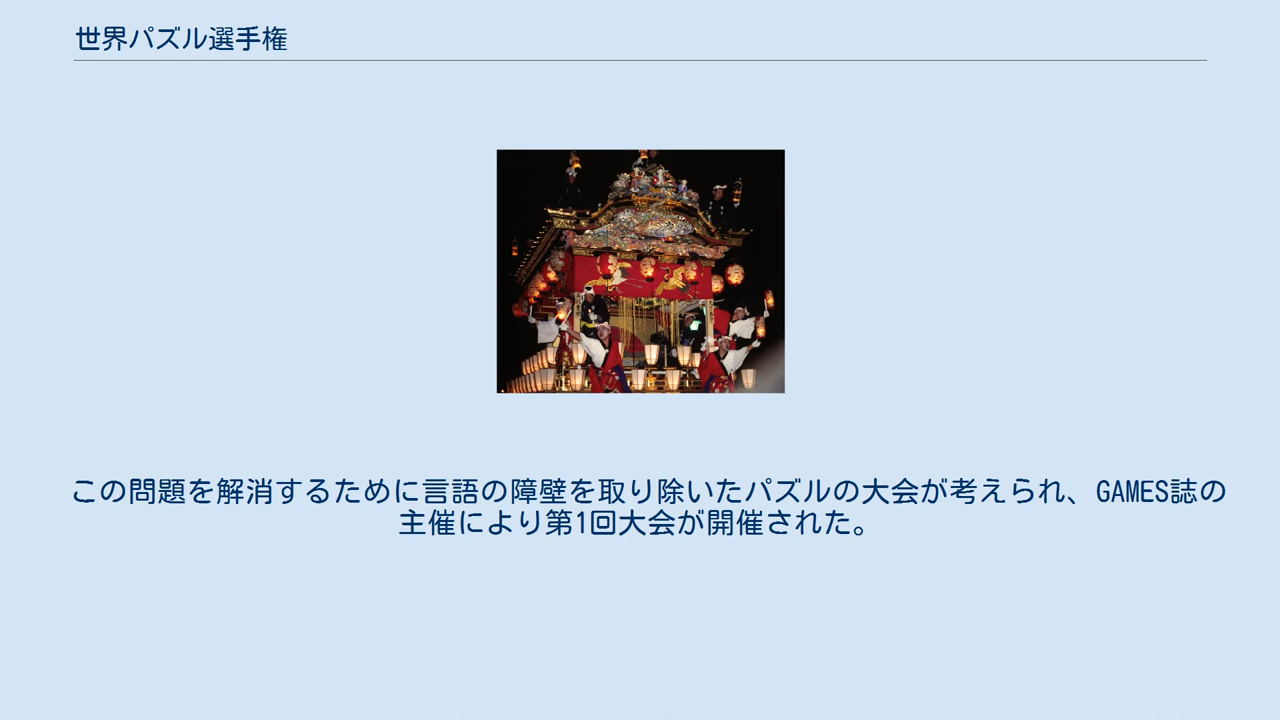 世界パズル選手権
この問題を解消するために言語の障壁を取り除いたパズルの大会が考えられ、GAMES誌の
主催により第1回大会が開催された。